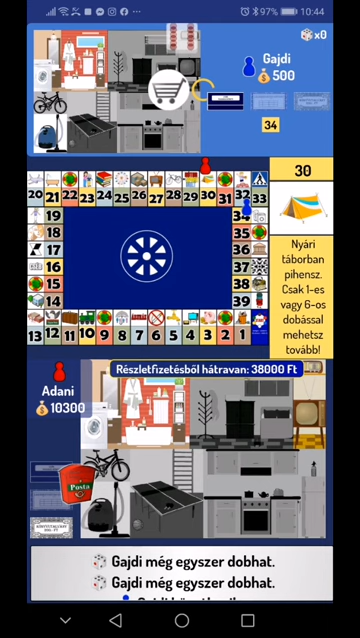 97% 10:44
x0
Gajdi
500
34
20 21 22 23 24 25 26 27 28 29 30 31 32 33
19 34
18 35
17 36
16 37
15 38
14 39
13 12 11 10 9 8 7 6 5 4 3 2 1
30
Nyári
táborban
pihensz.
Csak 1-es
vagy 6-os
dobással
mehetsz
tovább!
Részletfizetésből hátravan: 38000 Ft
Adani
10300
Posta
Gajdi még egyszer dobhat.
Gajdi még egyszer dobhat.